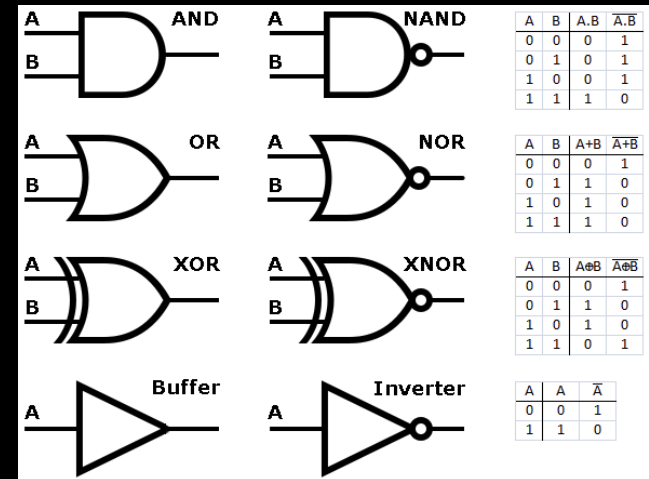 A AND
B
A NAND
B
A B A.B A̅.̅B̅
0 0 0 1
0 1 0 1
1 0 0 1
1 1 1 0
A OR
B
A NOR
B
A B A+B A̅+̅B̅
0 0 0 1
0 1 1 0
1 0 1 0
1 1 1 0
A XOR
B
A XNOR
B
A B A⊕B A̅⊕̅B̅
0 0 0 1
0 1 1 0
1 0 1 0
1 1 0 1
Buffer
A
Inverter
A
A A A̅
0 0 1
1 1 0